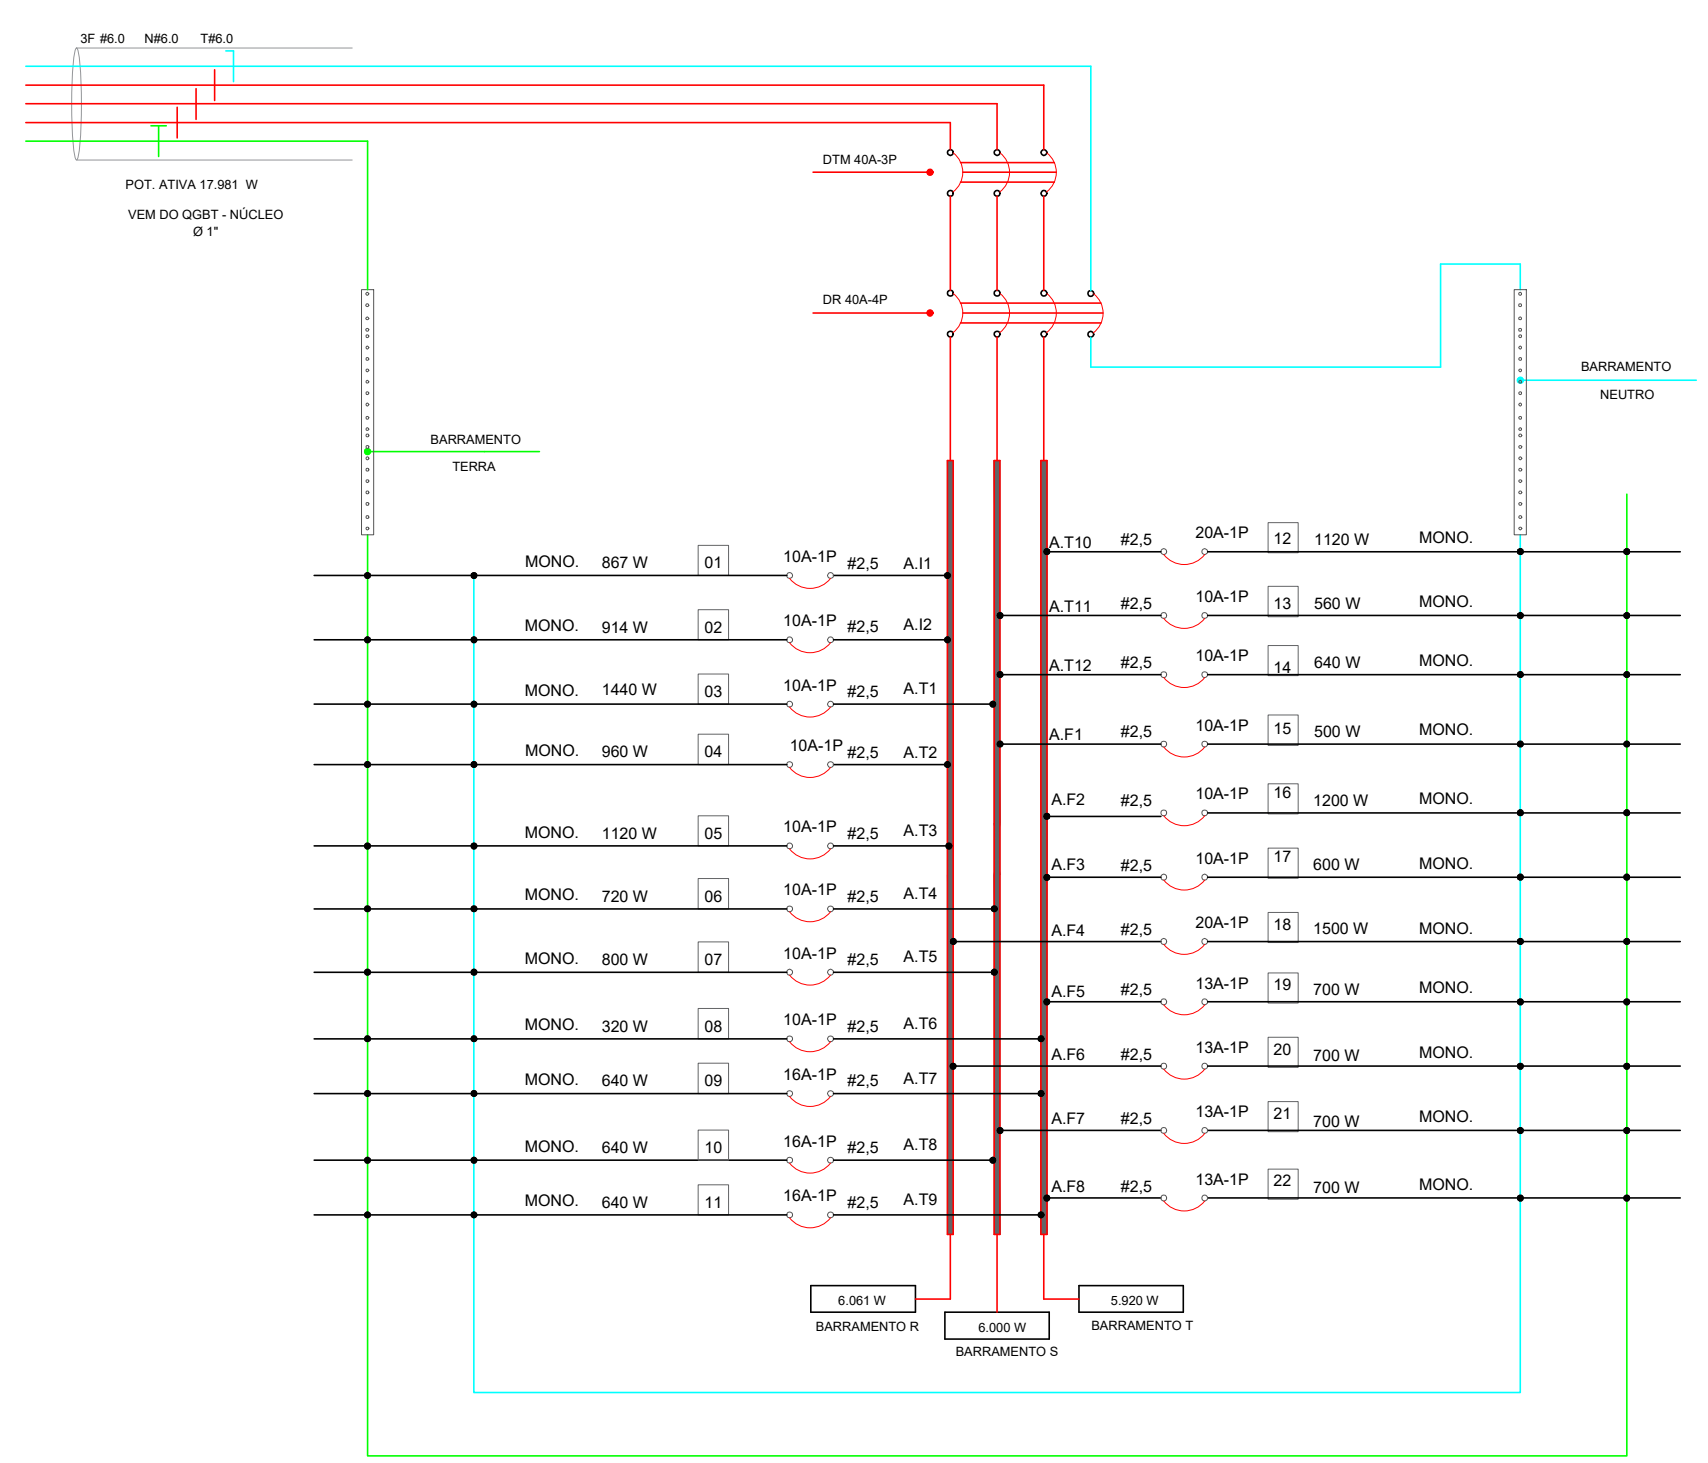 3F #6.0 N#6.0 T#6.0
POT. ATIVA 17.981 W
VEM DO QGBT - NÚCLEO
Ø 1"
DTM 40A-3P
DR 40A-4P
BARRAMENTO
TERRA
BARRAMENTO
NEUTRO
MONO. 867 W 01 10A-1P #2,5 A.I1
MONO. 914 W 02 10A-1P #2,5 A.I2
MONO. 1440 W 03 10A-1P #2,5 A.T1
MONO. 960 W 04 10A-1P #2,5 A.T2
MONO. 1120 W 05 10A-1P #2,5 A.T3
MONO. 720 W 06 10A-1P #2,5 A.T4
MONO. 800 W 07 10A-1P #2,5 A.T5
MONO. 320 W 08 10A-1P #2,5 A.T6
MONO. 640 W 09 16A-1P #2,5 A.T7
MONO. 640 W 10 16A-1P #2,5 A.T8
MONO. 640 W 11 16A-1P #2,5 A.T9
A.T10 #2,5 20A-1P 12 1120 W MONO.
A.T11 #2,5 10A-1P 13 560 W MONO.
A.T12 #2,5 10A-1P 14 640 W MONO.
A.F1 #2,5 10A-1P 15 500 W MONO.
A.F2 #2,5 10A-1P 16 1200 W MONO.
A.F3 #2,5 10A-1P 17 600 W MONO.
A.F4 #2,5 20A-1P 18 1500 W MONO.
A.F5 #2,5 13A-1P 19 700 W MONO.
A.F6 #2,5 13A-1P 20 700 W MONO.
A.F7 #2,5 13A-1P 21 700 W MONO.
A.F8 #2,5 13A-1P 22 700 W MONO.
6.061 W
BARRAMENTO R
6.000 W
BARRAMENTO S
5.920 W
BARRAMENTO T